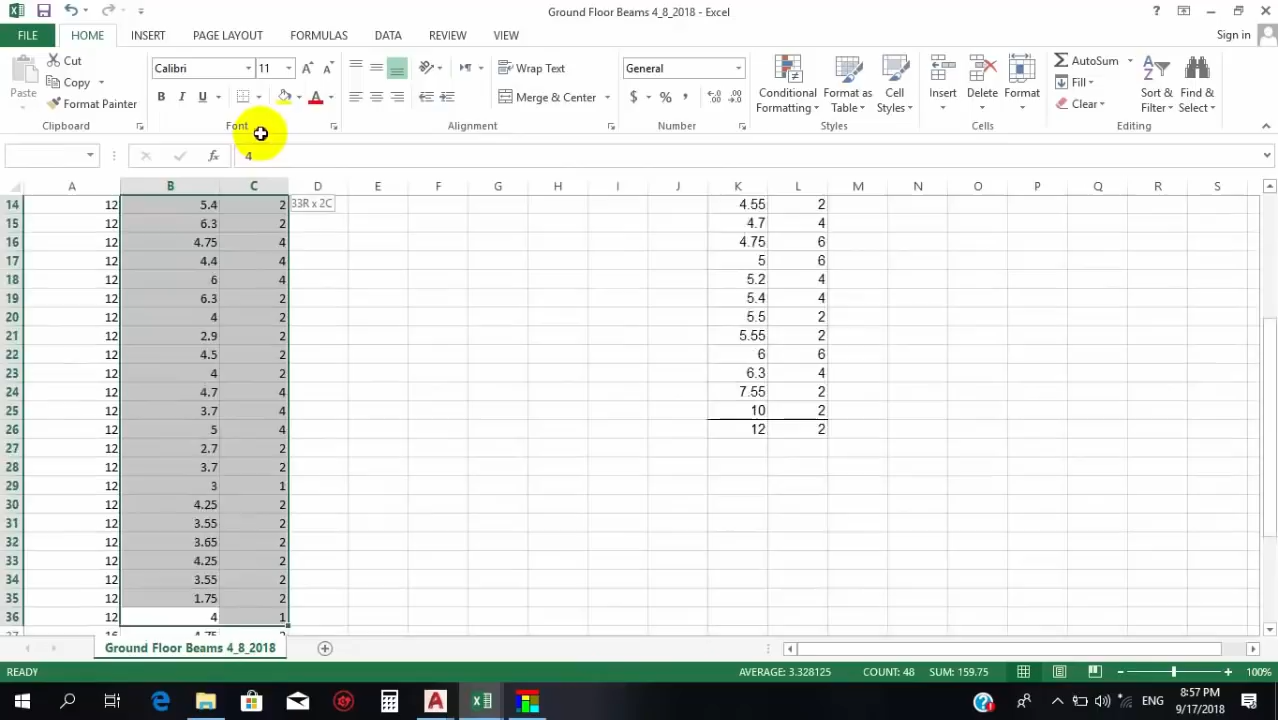 Ground Floor Beams 4_8_2018 - Excel
?
FILE HOME INSERT PAGE LAYOUT FORMULAS DATA REVIEW VIEW Sign in
Paste
Cut
Copy
Format Painter
Clipboard
Calibri 11
B I U
Font
Wrap Text
Merge & Center
Alignment
General
$ % ,
Number
Conditional Formatting
Format as Table
Cell Styles
Styles
Insert
Delete
Format
Cells
AutoSum
Fill
Clear
Sort & Filter
Find & Select
Editing
fx 4
A B C D E F G H I J K L M N O P Q R S
14 12 5.4 2 33R x 2C 4.55 2
15 12 6.3 2 4.7 4
16 12 4.75 4 4.75 6
17 12 4.4 4 5 6
18 12 6 4 5.2 4
19 12 6.3 2 5.4 4
20 12 4 2 5.5 2
21 12 2.9 2 5.55 2
22 12 4.5 2 6 6
23 12 4 2 6.3 4
24 12 4.7 4 7.55 2
25 12 3.7 4 10 2
26 12 5 4 12 2
27 12 2.7 2
28 12 3.7 2
29 12 3 1
30 12 4.25 2
31 12 3.55 2
32 12 3.65 2
33 12 4.25 2
34 12 3.55 2
35 12 1.75 2
36 12 4 1
Ground Floor Beams 4_8_2018
READY AVERAGE: 3.328125 COUNT: 48 SUM: 159.75 100%
ENG 8:57 PM
9/17/2018